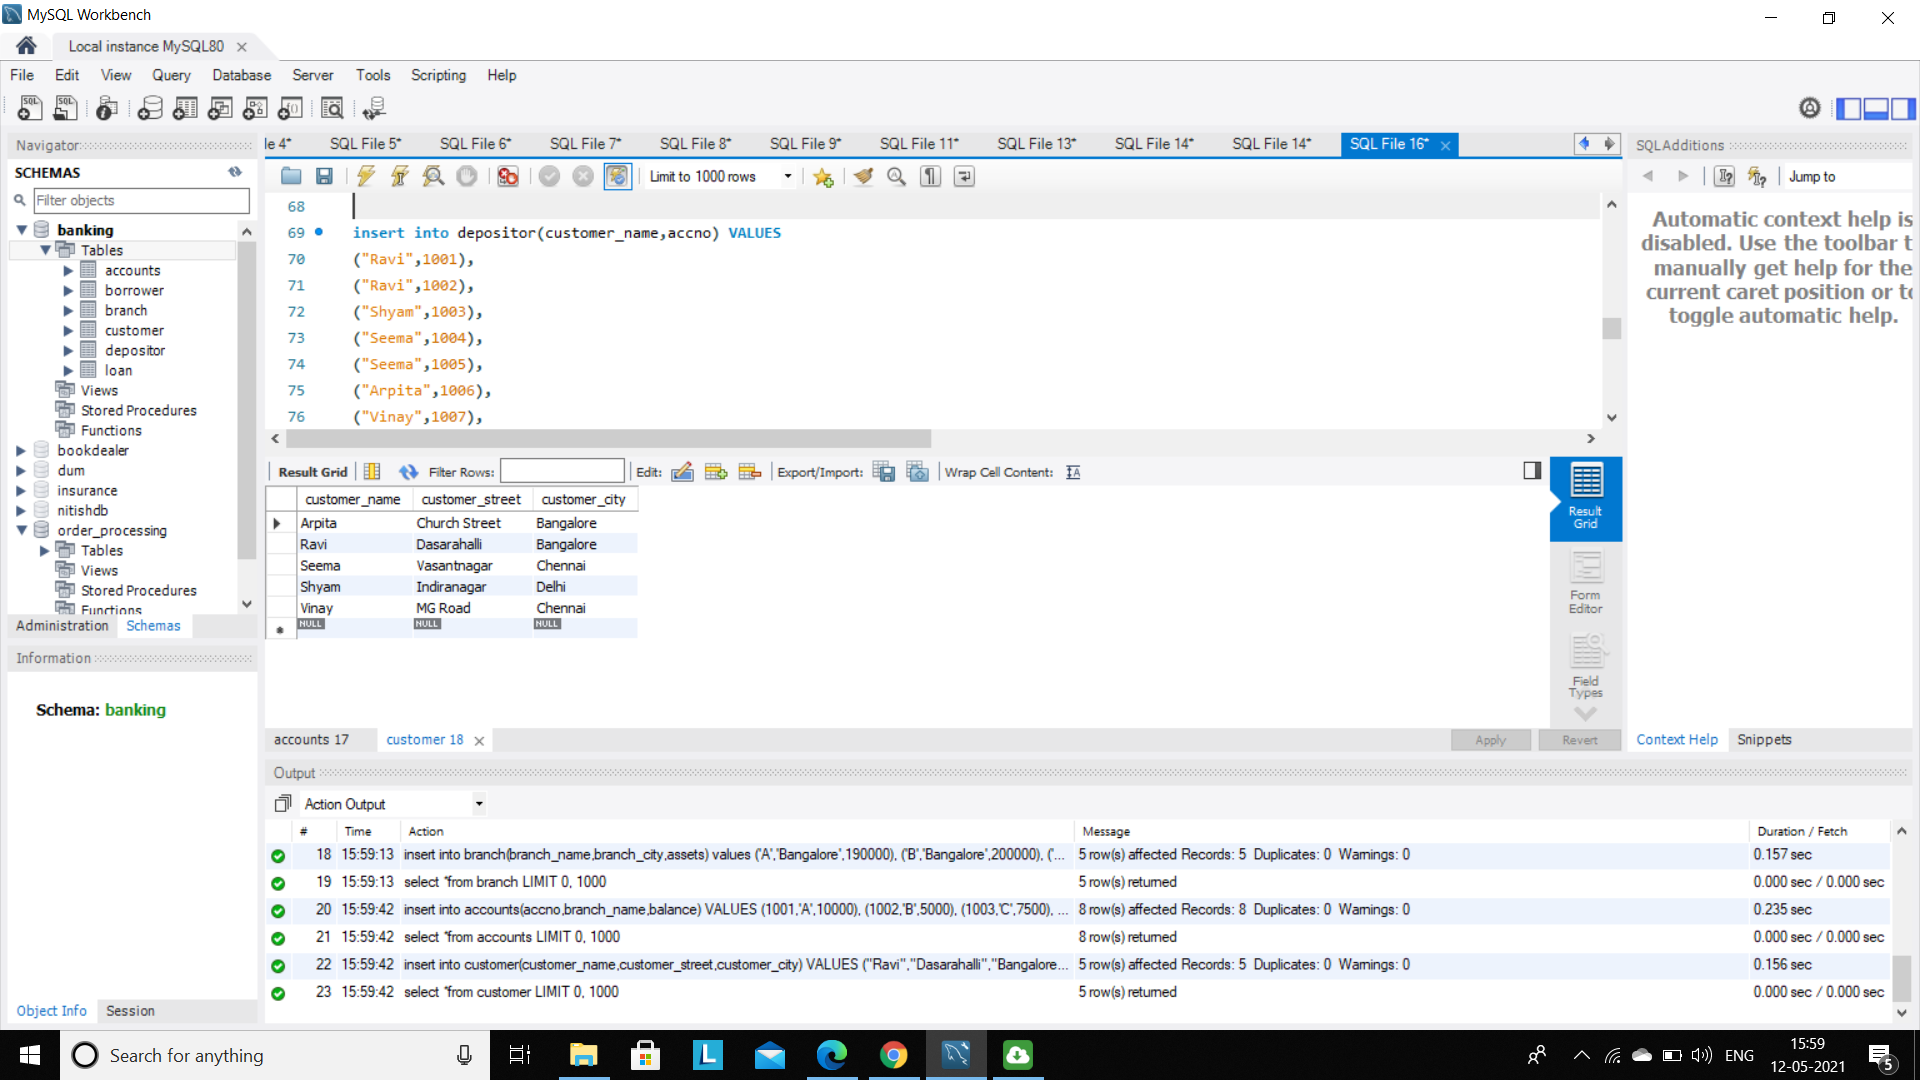 MySQL Workbench
Local instance MySQL80
File Edit View Query Database Server Tools Scripting Help
Navigator
SCHEMAS
Filter objects
banking
Tables
accounts
borrower
branch
customer
depositor
loan
Views
Stored Procedures
Functions
bookdealer
dum
insurance
nitishdb
order_processing
Tables
Views
Stored Procedures
Functions
Administration Schemas
Information
Schema: banking
Object Info Session
le 4* SQL File 5* SQL File 6* SQL File 7* SQL File 8* SQL File 9* SQL File 11* SQL File 13* SQL File 14* SQL File 14* SQL File 16*
Limit to 1000 rows
68
69 insert into depositor(customer_name,accno) VALUES
70 ("Ravi",1001),
71 ("Ravi",1002),
72 ("Shyam",1003),
73 ("Seema",1004),
74 ("Seema",1005),
75 ("Arpita",1006),
76 ("Vinay",1007),
Result Grid Filter Rows: Edit: Export/Import: Wrap Cell Content:
customer_name customer_street customer_city
Arpita Church Street Bangalore
Ravi Dasarahalli Bangalore
Seema Vasantnagar Chennai
Shyam Indiranagar Delhi
Vinay MG Road Chennai
NULL NULL NULL
Result
Grid
Form
Editor
Field
Types
accounts 17 customer 18 Apply Revert
SQLAdditions
Jump to
Automatic context help is
disabled. Use the toolbar t
manually get help for the
current caret position or to
toggle automatic help.
Context Help Snippets
Output
Action Output
# Time Action Message Duration / Fetch
18 15:59:13 insert into branch(branch_name,branch_city,assets) values ('A','Bangalore',190000), ('B','Bangalore',200000), ('... 5 row(s) affected Records: 5 Duplicates: 0 Warnings: 0 0.157 sec
19 15:59:13 select *from branch LIMIT 0, 1000 5 row(s) returned 0.000 sec / 0.000 sec
20 15:59:42 insert into accounts(accno,branch_name,balance) VALUES (1001,'A',10000), (1002,'B',5000), (1003,'C',7500), ... 8 row(s) affected Records: 8 Duplicates: 0 Warnings: 0 0.235 sec
21 15:59:42 select *from accounts LIMIT 0, 1000 8 row(s) returned 0.000 sec / 0.000 sec
22 15:59:42 insert into customer(customer_name,customer_street,customer_city) VALUES ("Ravi","Dasarahalli","Bangalore... 5 row(s) affected Records: 5 Duplicates: 0 Warnings: 0 0.156 sec
23 15:59:42 select *from customer LIMIT 0, 1000 5 row(s) returned 0.000 sec / 0.000 sec
Search for anything
ENG
15:59
12-05-2021
5